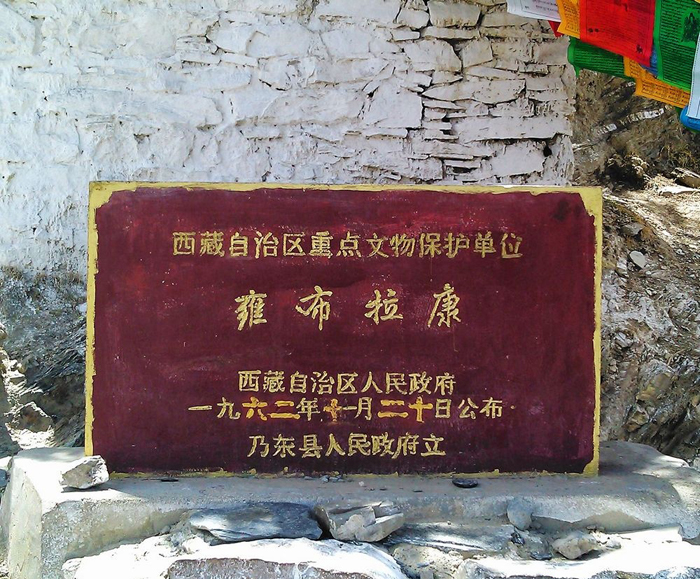 西藏自治区重点文物保护单位
雍布拉康
西藏自治区人民政府
一九六二年十一月二十日公布
乃东县人民政府立